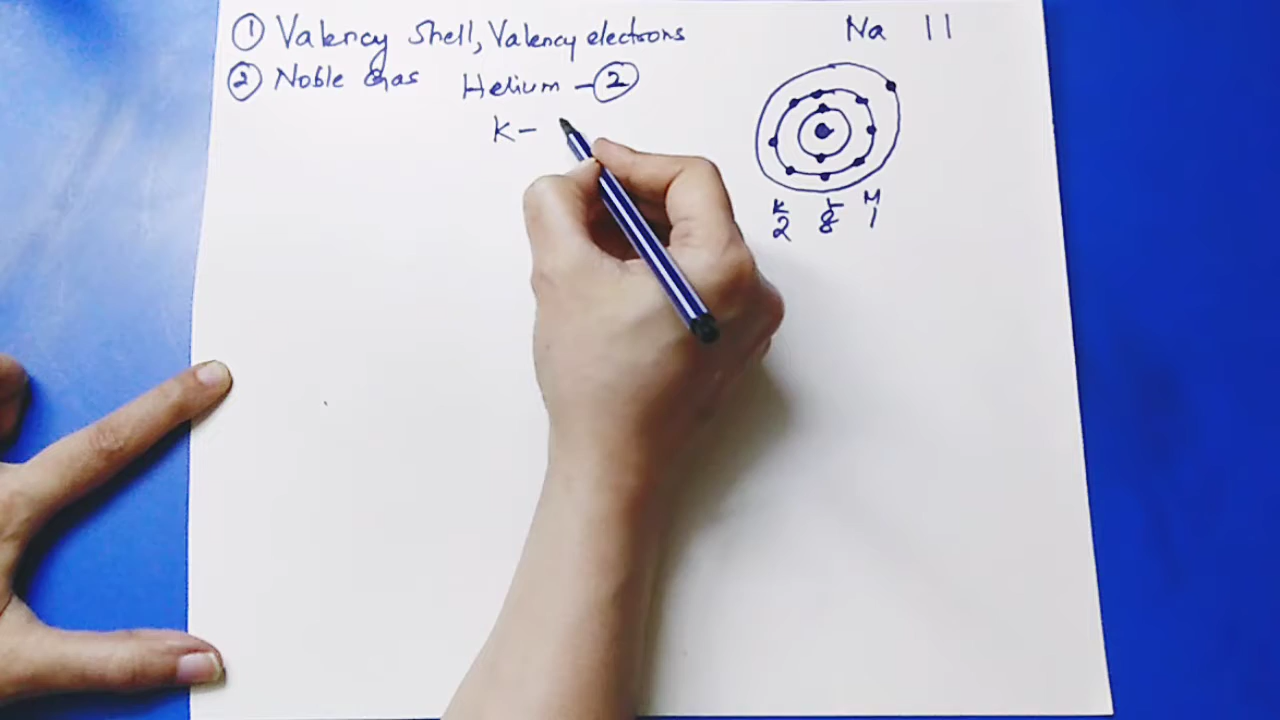 ① Valency Shell, Valency electrons
② Noble Gas Helium - ②
K -
Na 11
K L M
2 8 1